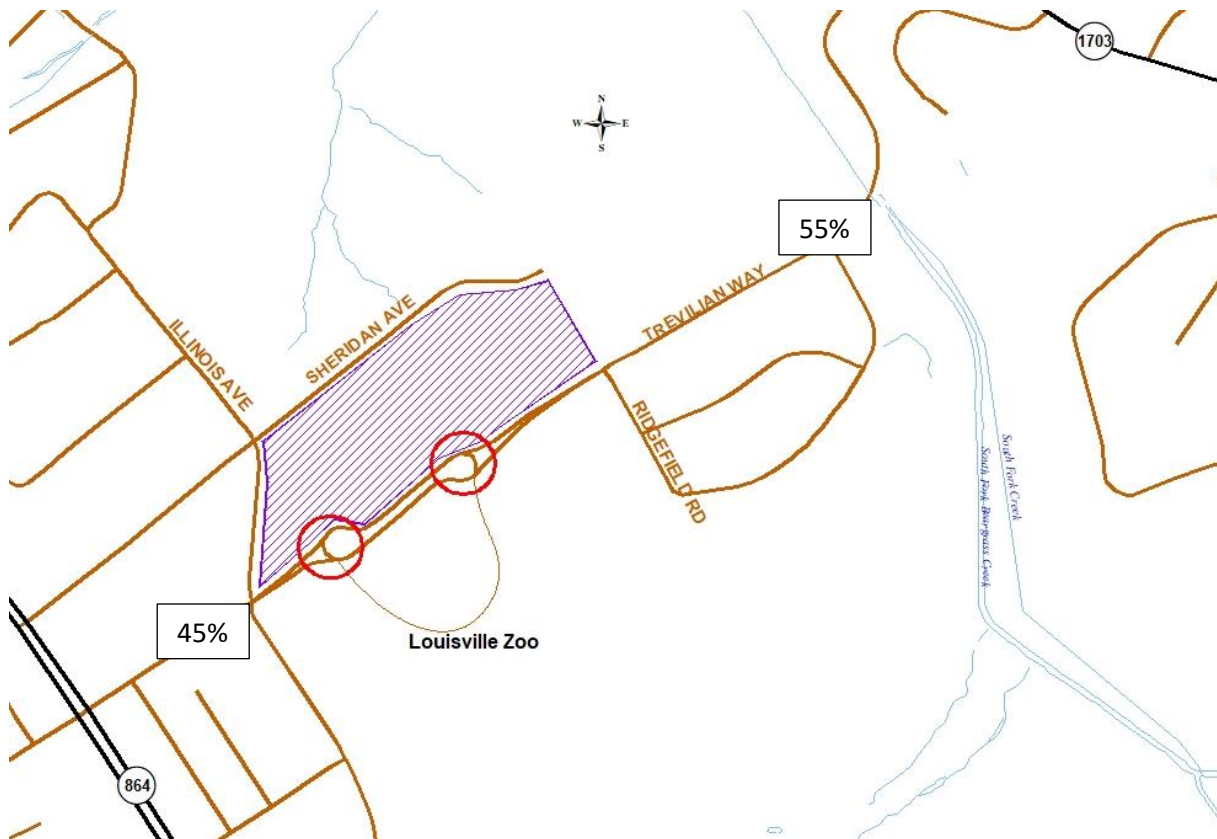 1703
N
W E
S
55%
TREVILIAN WAY
SHERIDAN AVE
ILLINOIS AVE
RIDGEFIELD RD
South Fork Creek
South Fork Beargrass Creek
45%
Louisville Zoo
864